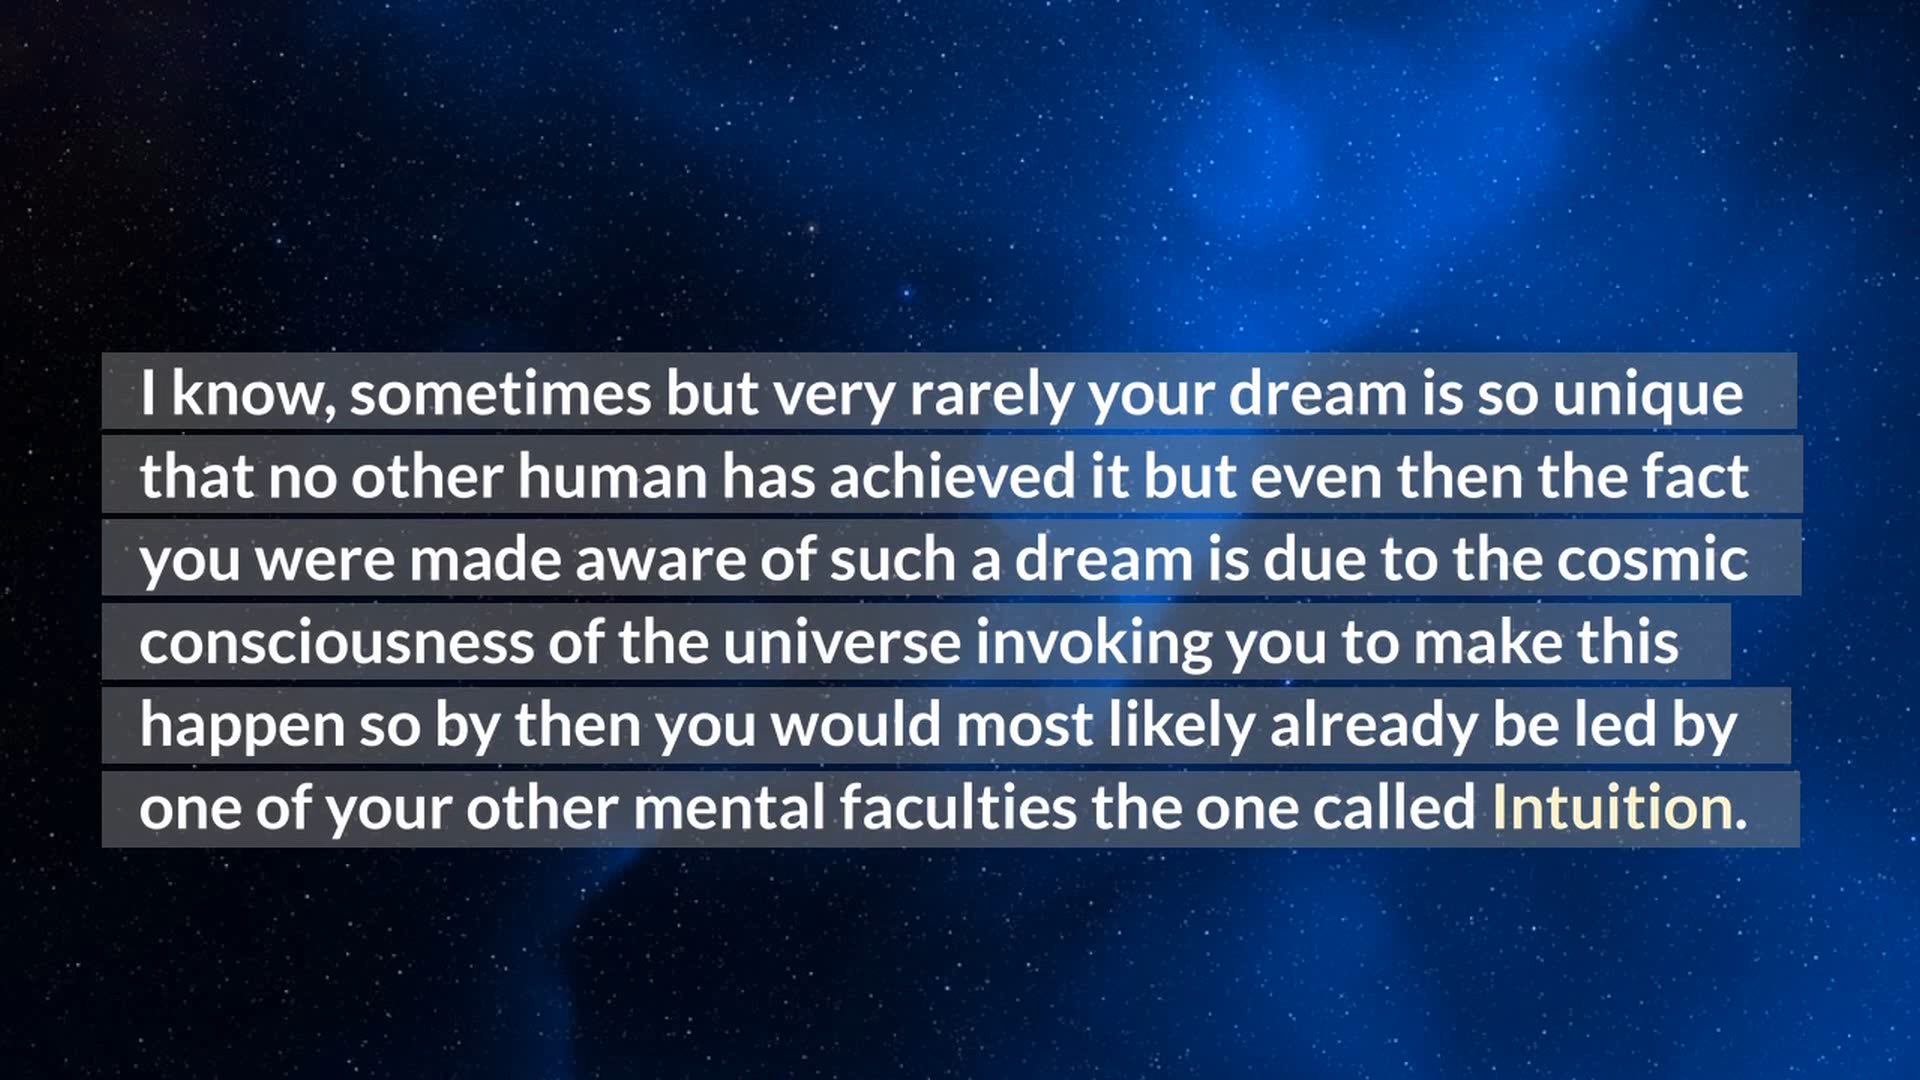 I know, sometimes but very rarely your dream is so unique
that no other human has achieved it but even then the fact
you were made aware of such a dream is due to the cosmic
consciousness of the universe invoking you to make this
happen so by then you would most likely already be led by
one of your other mental faculties the one called Intuition.